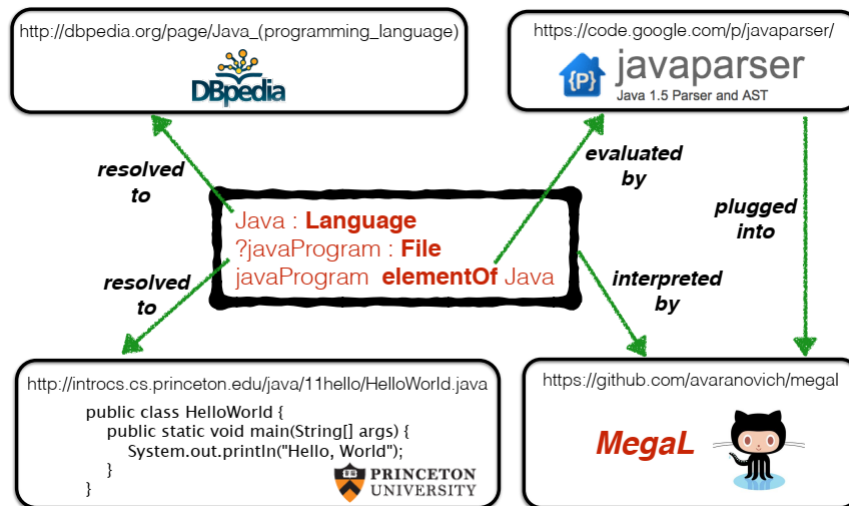 http://dbpedia.org/page/Java_(programming_language)
DBpedia
https://code.google.com/p/javaparser/
{P}
javaparser
Java 1.5 Parser and AST
resolved
to
evaluated
by
plugged
into
Java : Language
?javaProgram : File
javaProgram elementOf Java
resolved
to
interpreted
by
http://introcs.cs.princeton.edu/java/11hello/HelloWorld.java
public class HelloWorld {
public static void main(String[] args) {
System.out.println("Hello, World");
}
}
PRINCETON
UNIVERSITY
https://github.com/avaranovich/megal
MegaL